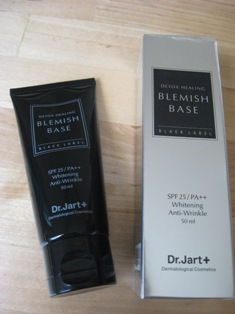 DETOX HEALING
BLEMISH
BASE
BLACK LABEL
SPF 25 / PA++
Whitening
Anti-Wrinkle
50 ml
Dr.Jart+
Dermatological Cosmetics
DETOX HEALING
BLEMISH
BASE
BLACK LABEL
SPF 25 / PA++
Whitening
Anti-Wrinkle
50 ml
Dr.Jart+
Dermatological Cosmetics